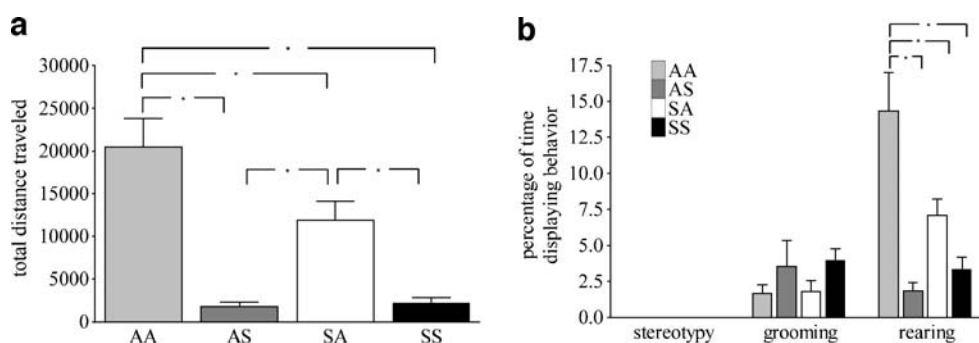 a
total distance traveled
30000
25000
20000
15000
10000
5000
0
AA AS SA SS
b
percentage of time
displaying behavior
17.5
15.0
12.5
10.0
7.5
5.0
2.5
0.0
AA
AS
SA
SS
stereotypy grooming rearing